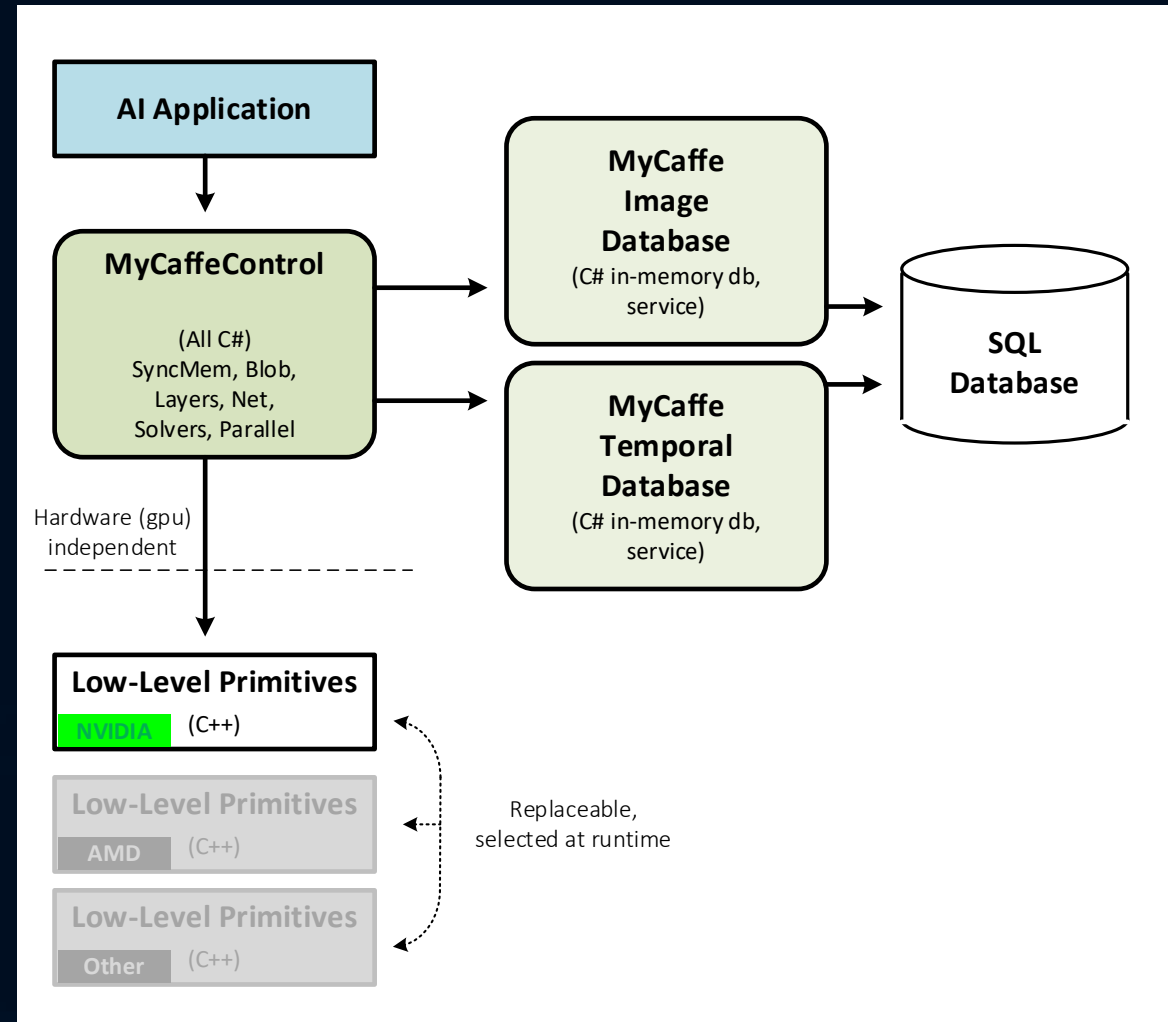 AI Application
MyCaffeControl
(All C#)
SyncMem, Blob,
Layers, Net,
Solvers, Parallel
MyCaffe
Image
Database
(C# in-memory db,
service)
MyCaffe
Temporal
Database
(C# in-memory db,
service)
SQL
Database
Hardware (gpu)
independent
Low-Level Primitives
NVIDIA (C++)
Low-Level Primitives
AMD (C++)
Low-Level Primitives
Other (C++)
Replaceable,
selected at runtime